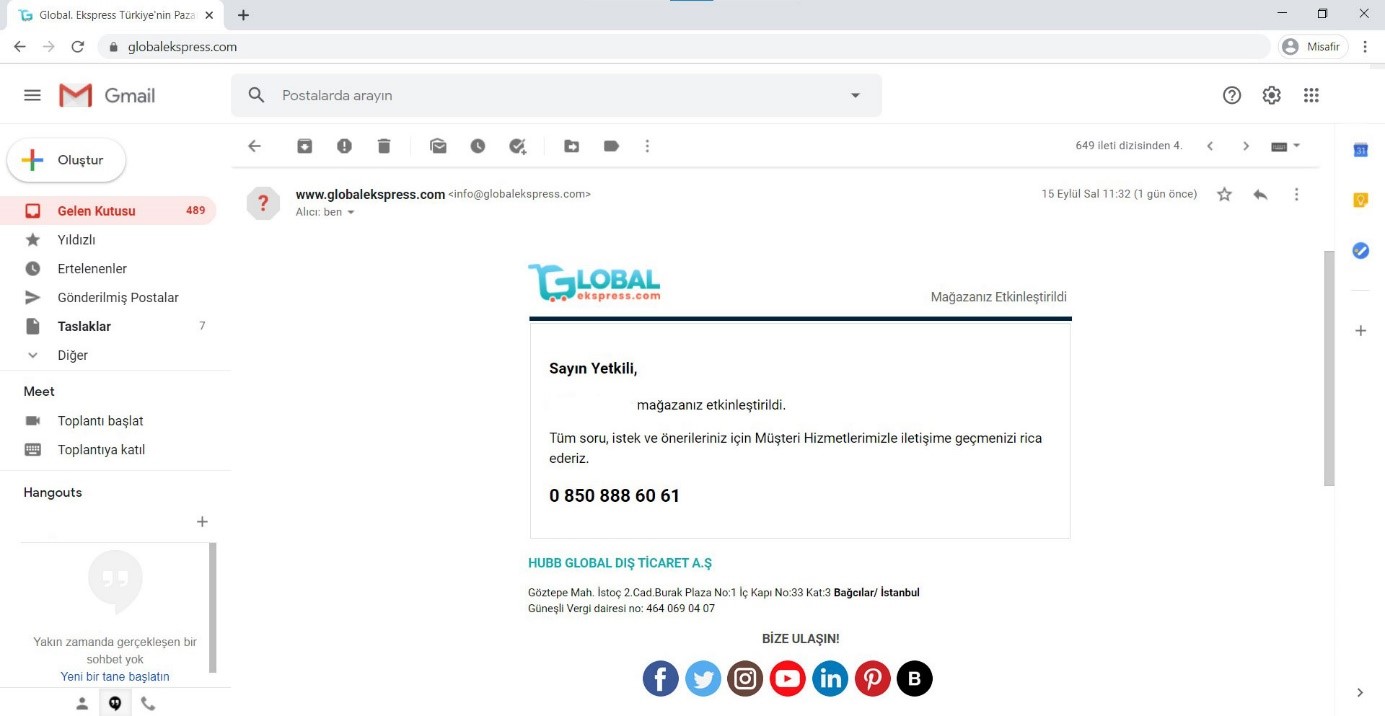 Global. Ekspress Türkiye'nin Paza
globalekspress.com
Misafir
Gmail
Postalarda arayın
Oluştur
649 ileti dizisinden 4.
31
Gelen Kutusu 489
Yıldızlı
Ertelenenler
Gönderilmiş Postalar
Taslaklar 7
Diğer
Meet
Toplantı başlat
Toplantıya katıl
Hangouts
Yakın zamanda gerçekleşen bir
sohbet yok
Yeni bir tane başlatın
www.globalekspress.com <info@globalekspress.com>
Alıcı: ben
15 Eylül Sal 11:32 (1 gün önce)
GLOBAL
ekspress.com
Mağazanız Etkinleştirildi
Sayın Yetkili,
mağazanız etkinleştirildi.
Tüm soru, istek ve önerileriniz için Müşteri Hizmetlerimizle iletişime geçmenizi rica
ederiz.
0 850 888 60 61
HUBB GLOBAL DIŞ TİCARET A.Ş
Göztepe Mah. İstoç 2.Cad.Burak Plaza No:1 İç Kapı No:33 Kat:3 Bağcılar/ İstanbul
Güneşli Vergi dairesi no: 464 069 04 07
BİZE ULAŞIN!
B